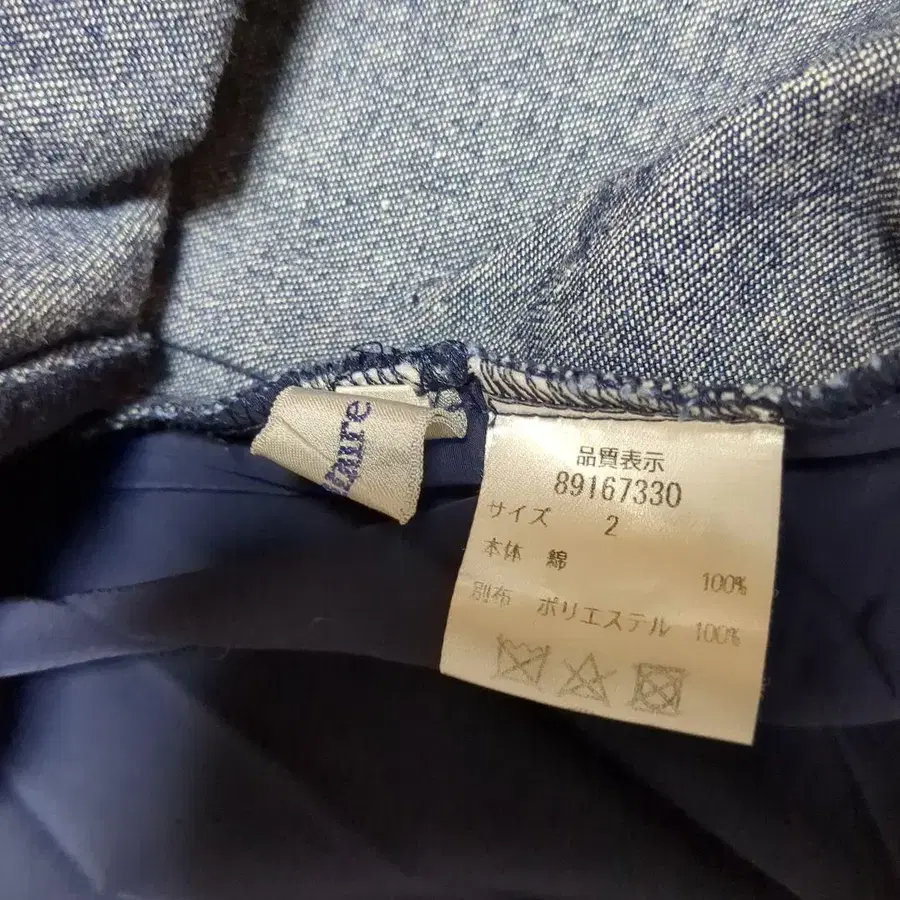 品質表示
89167330
サイズ 2
本体 綿 100%
別布 ポリエステル 100%